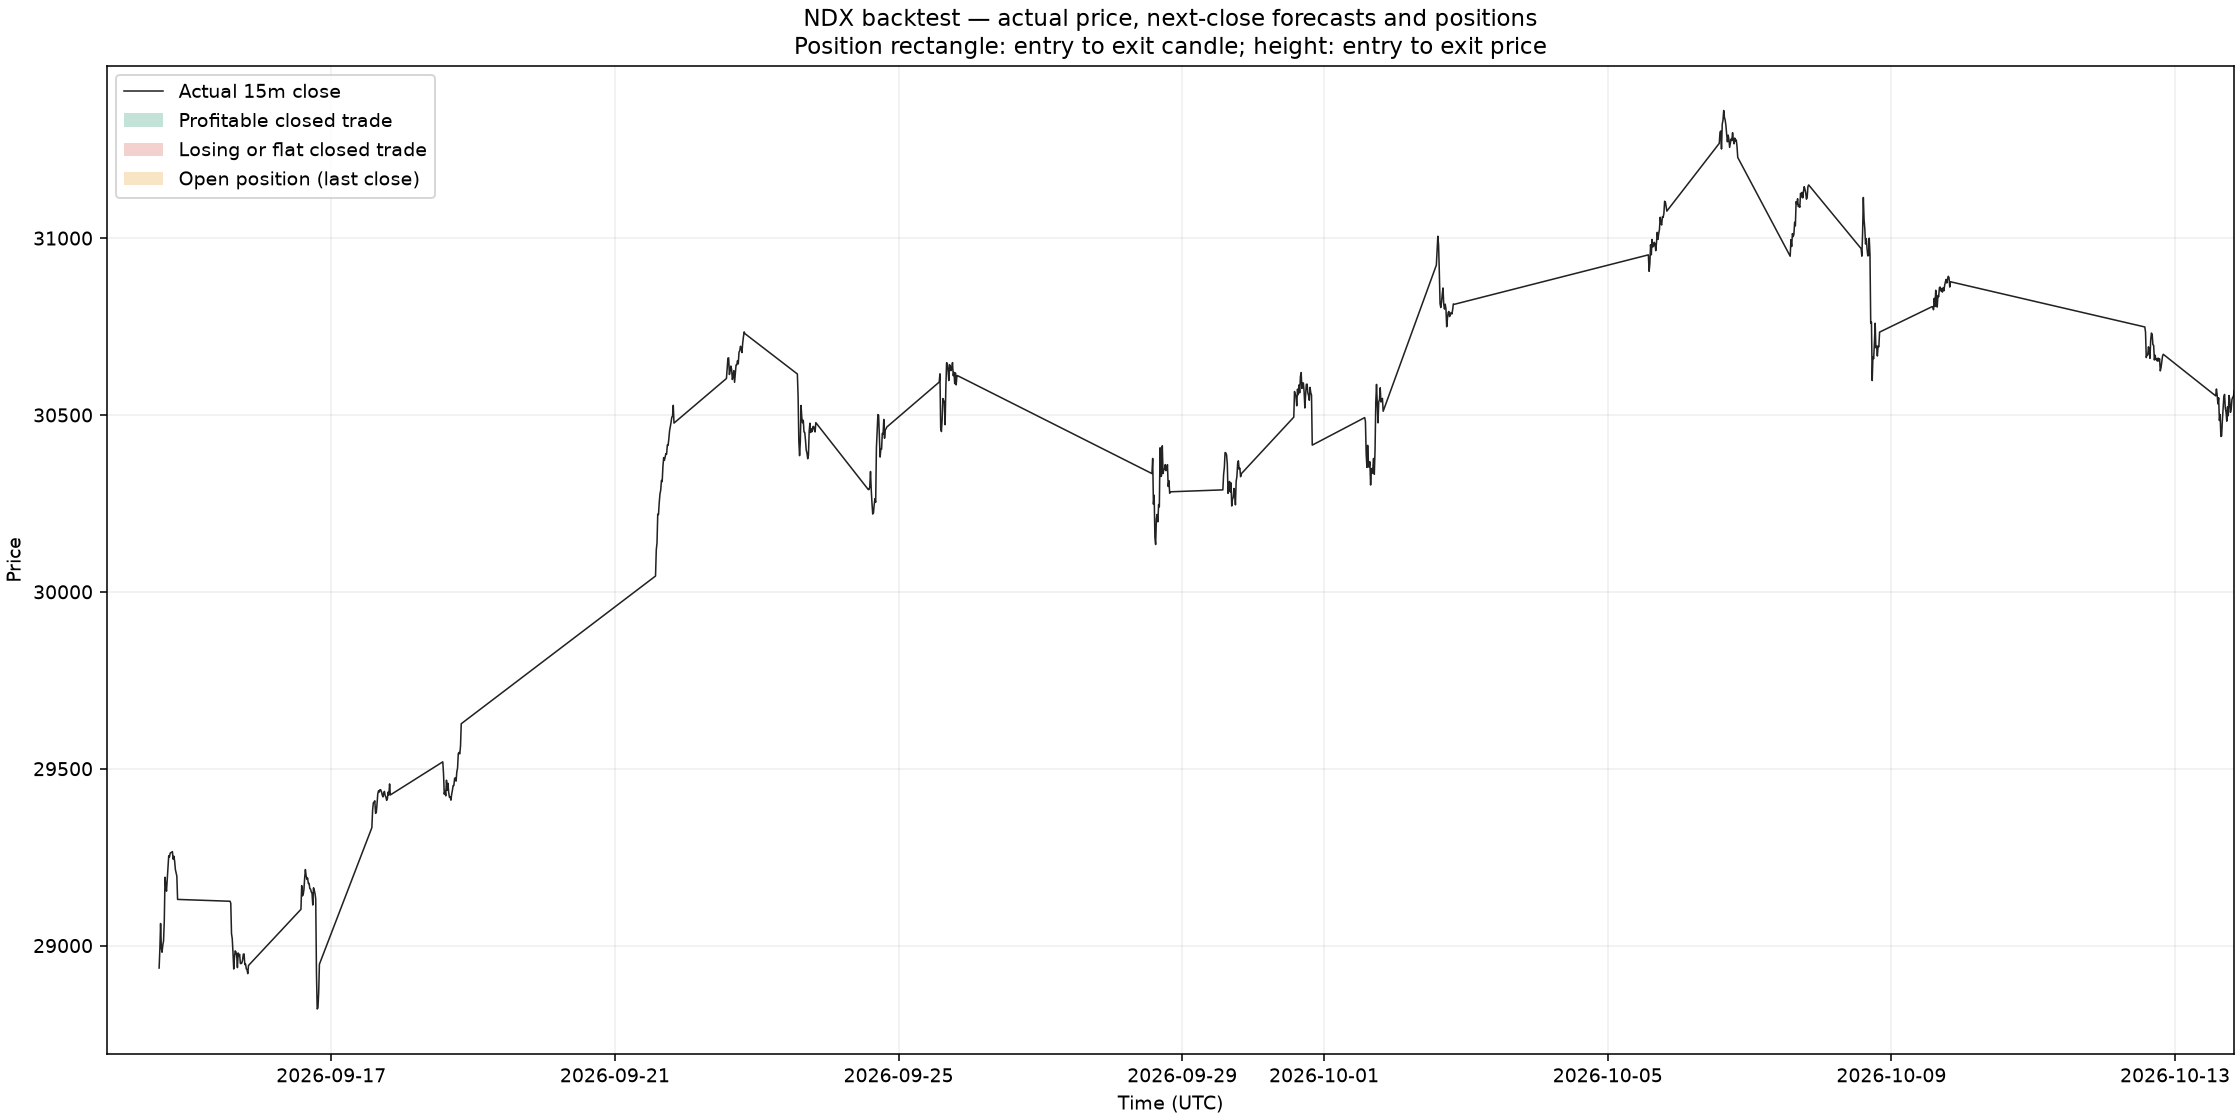 NDX backtest — actual price, next-close forecasts and positions
Position rectangle: entry to exit candle; height: entry to exit price
Actual 15m close
Profitable closed trade
Losing or flat closed trade
Open position (last close)
31000
30500
30000
29500
29000
Price
2026-09-17
2026-09-21
2026-09-25
2026-09-29
2026-10-01
2026-10-05
2026-10-09
2026-10-13
Time (UTC)